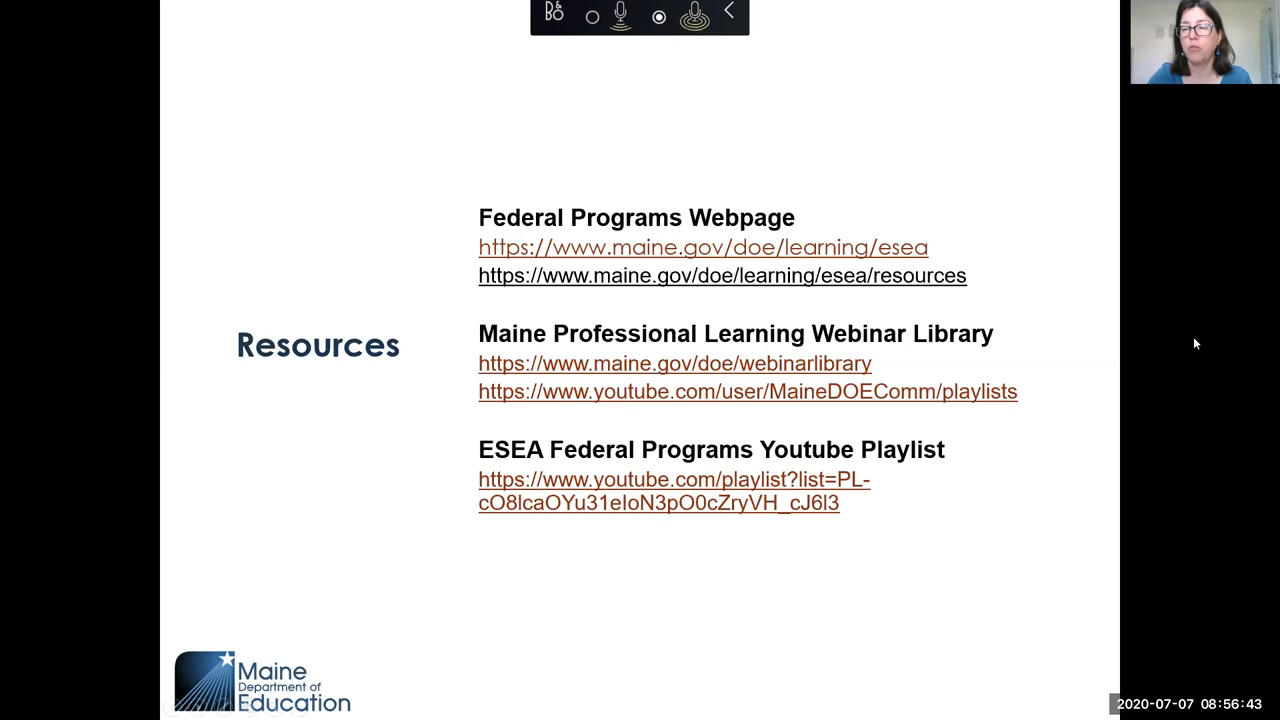 B&O
Federal Programs Webpage
https://www.maine.gov/doe/learning/esea
https://www.maine.gov/doe/learning/esea/resources
Maine Professional Learning Webinar Library
https://www.maine.gov/doe/webinarlibrary
https://www.youtube.com/user/MaineDOEComm/playlists
Resources
ESEA Federal Programs Youtube Playlist
https://www.youtube.com/playlist?list=PL-
cO8lcaOYu31eIoN3pO0cZryVH_cJ6l3
Maine
Department of
Education
2020-07-07 08:56:43